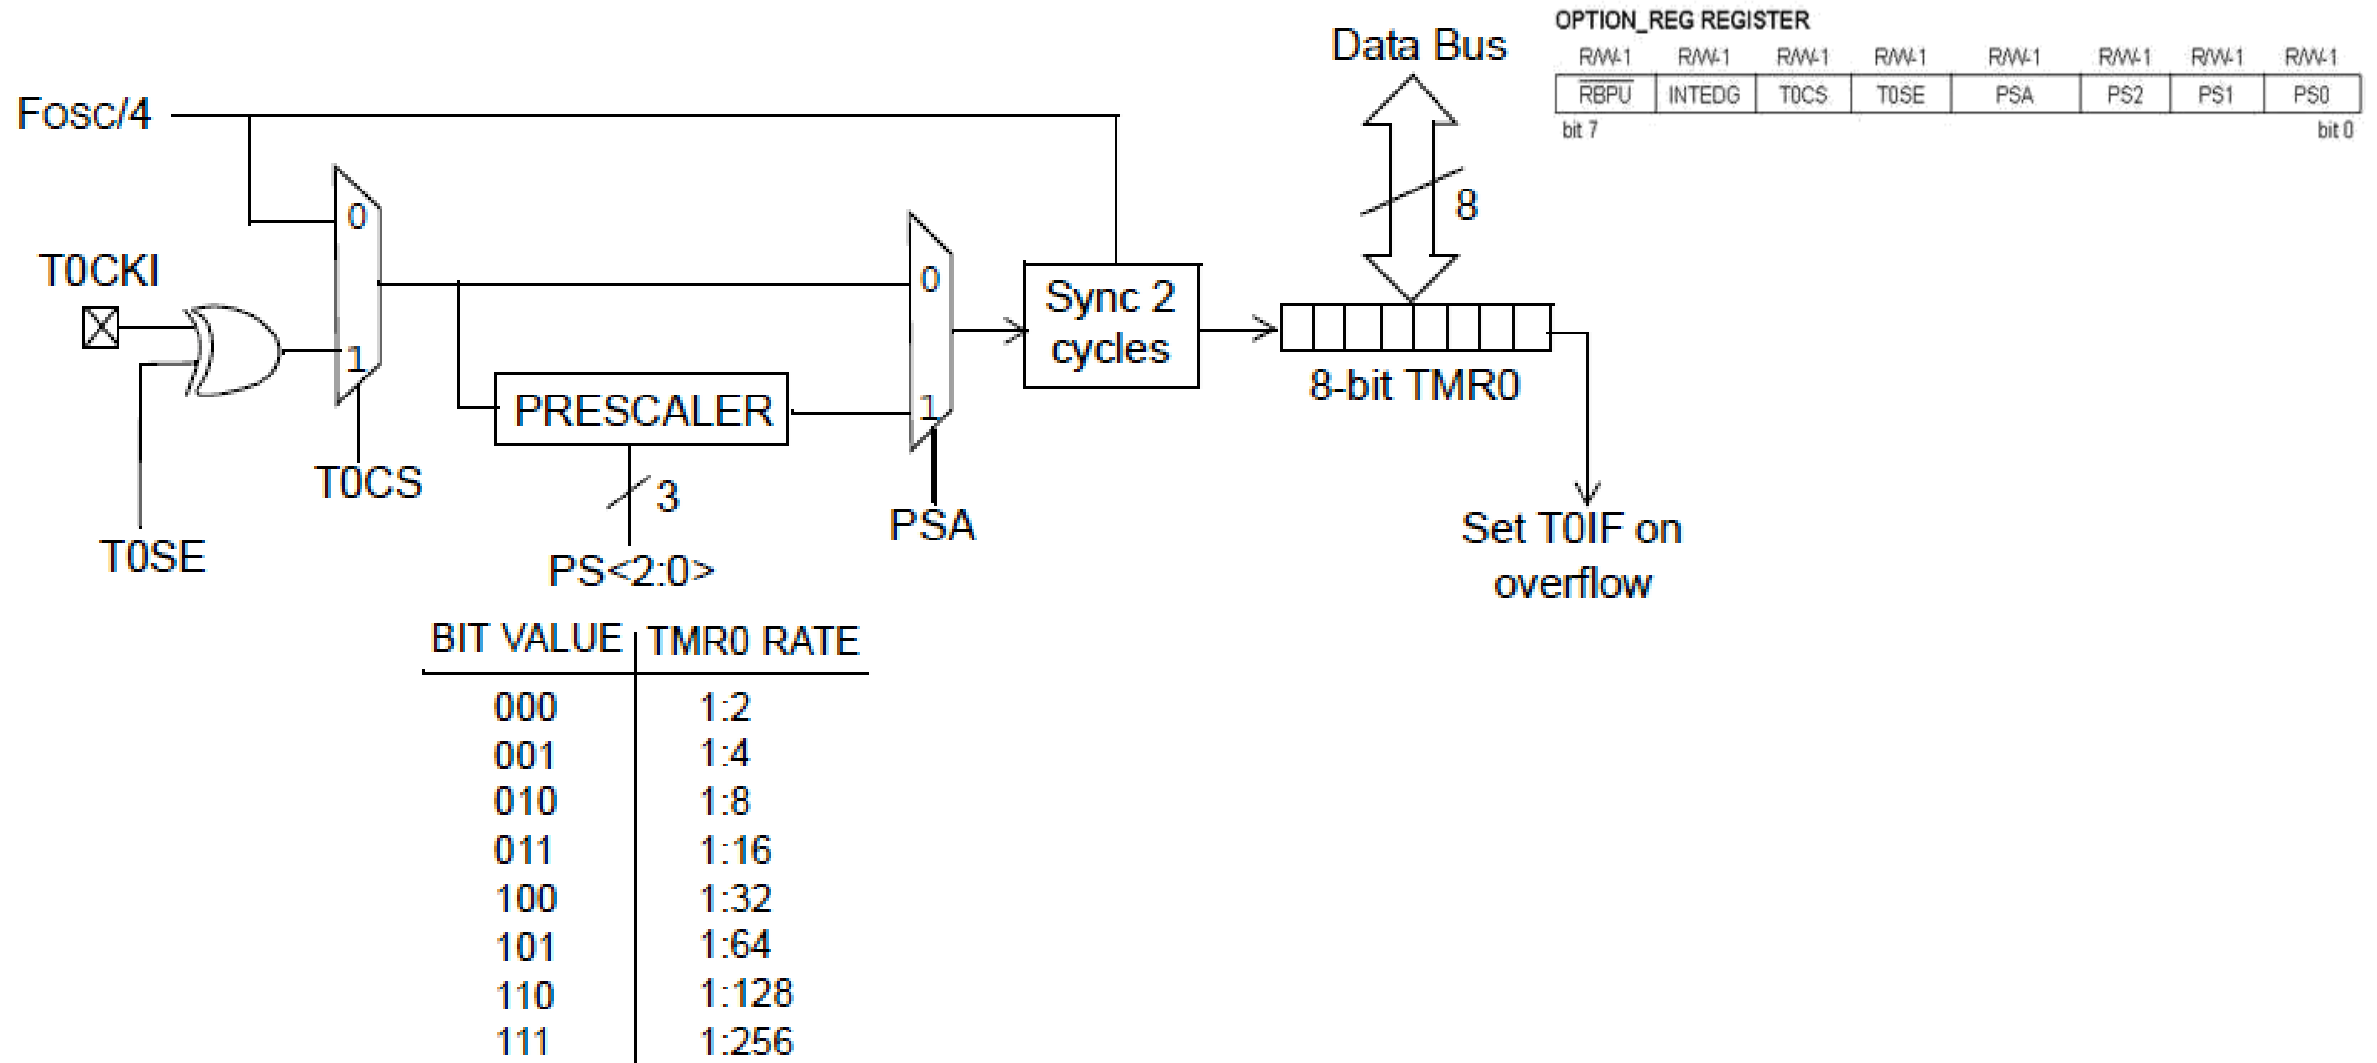 OPTION_REG REGISTER
R/W-1 R/W-1 R/W-1 R/W-1 R/W-1 R/W-1 R/W-1 R/W-1
RBPU INTEDG T0CS T0SE PSA PS2 PS1 PS0
bit 7 bit 0
Data Bus
8
Fosc/4
0
T0CKI
1
T0CS
T0SE
PRESCALER
3
PS<2:0>
0
1
PSA
Sync 2
cycles
8-bit TMR0
Set T0IF on
overflow
BIT VALUE TMR0 RATE
000 1:2
001 1:4
010 1:8
011 1:16
100 1:32
101 1:64
110 1:128
111 1:256